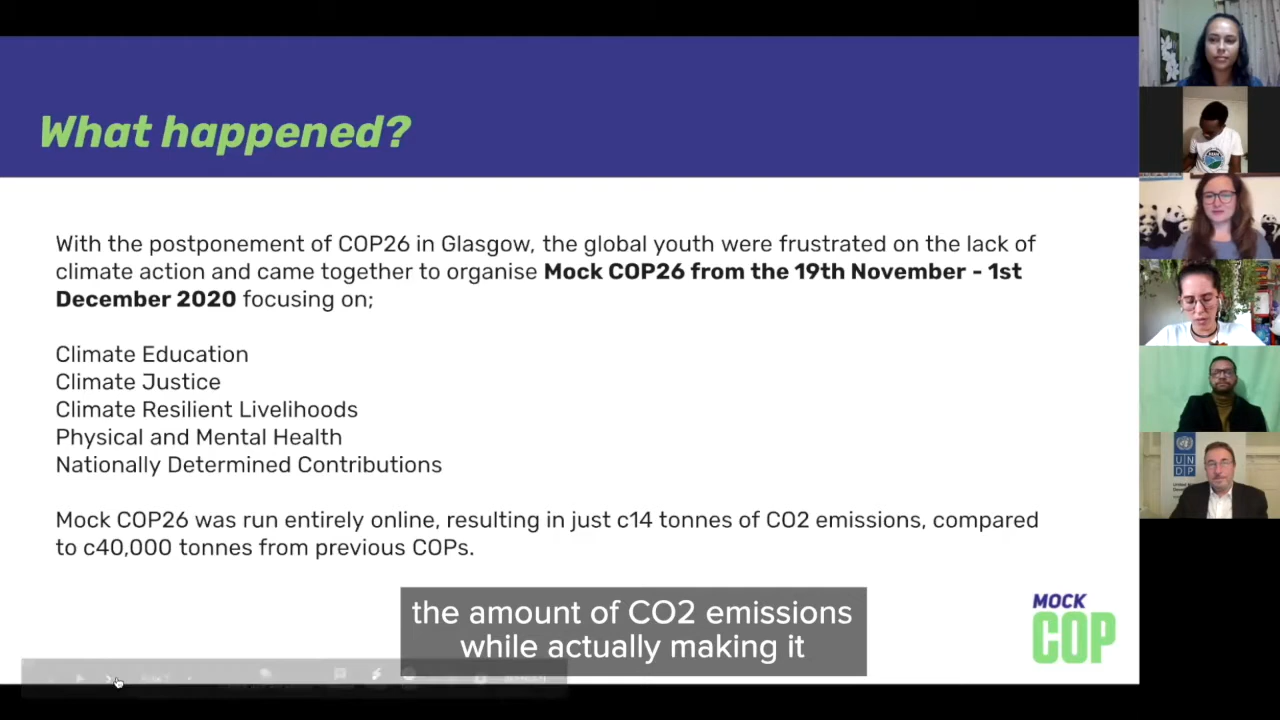 What happened?
With the postponement of COP26 in Glasgow, the global youth were frustrated on the lack of
climate action and came together to organise Mock COP26 from the 19th November - 1st
December 2020 focusing on;
Climate Education
Climate Justice
Climate Resilient Livelihoods
Physical and Mental Health
Nationally Determined Contributions
Mock COP26 was run entirely online, resulting in just c14 tonnes of CO2 emissions, compared
to c40,000 tonnes from previous COPs.
the amount of CO2 emissions
while actually making it
MOCK
COP
U N
D P